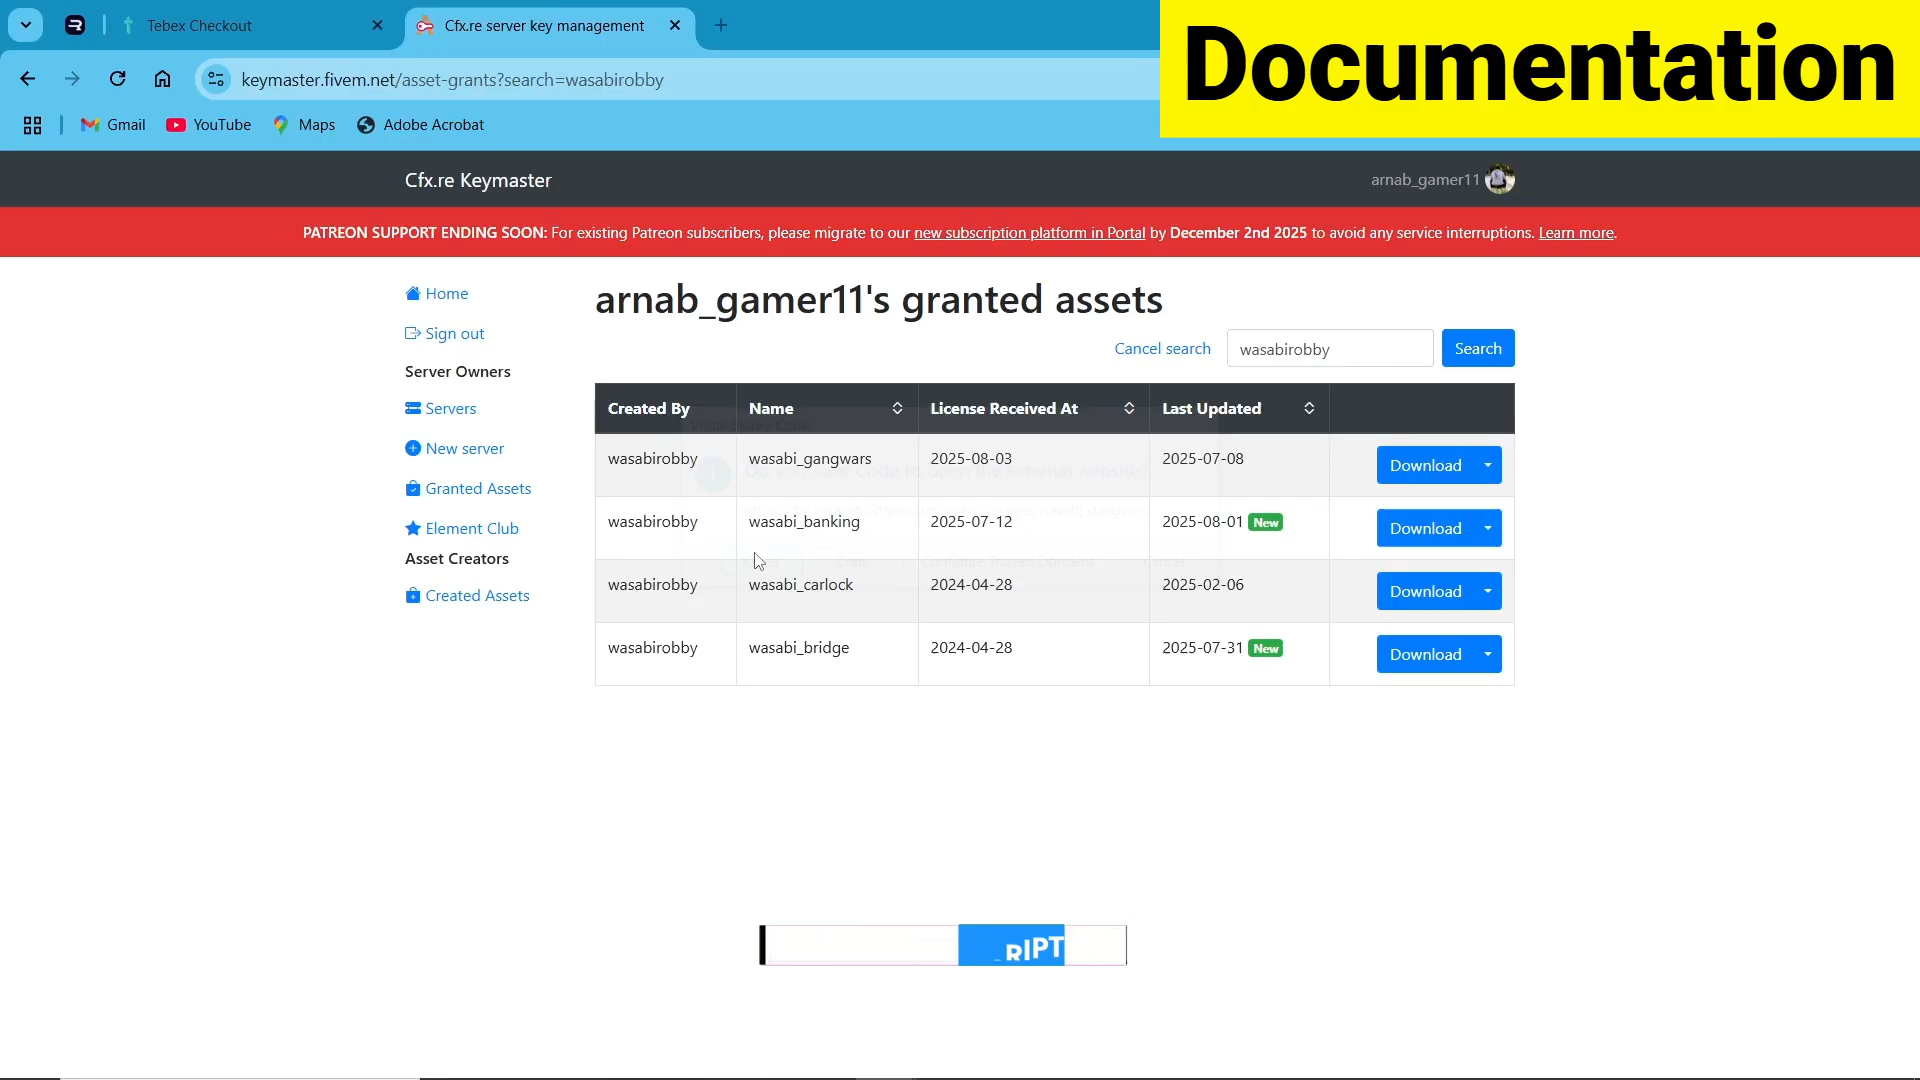 Tebex Checkout
Cfx.re server key management
Documentation
keymaster.fivem.net/asset-grants?search=wasabirobby
Gmail
YouTube
Maps
Adobe Acrobat
Cfx.re Keymaster
arnab_gamer11
PATREON SUPPORT ENDING SOON: For existing Patreon subscribers, please migrate to our new subscription platform in Portal by December 2nd 2025 to avoid any service interruptions. Learn more.
Home
Sign out
Server Owners
Servers
New server
Granted Assets
Element Club
Asset Creators
Created Assets
arnab_gamer11's granted assets
Cancel search
wasabirobby
Search
Created By Name License Received At Last Updated
wasabirobby wasabi_gangwars 2025-08-03 2025-07-08 Download
wasabirobby wasabi_banking 2025-07-12 2025-08-01 New Download
wasabirobby wasabi_carlock 2024-04-28 2025-02-06 Download
wasabirobby wasabi_bridge 2024-04-28 2025-07-31 New Download
RIPT